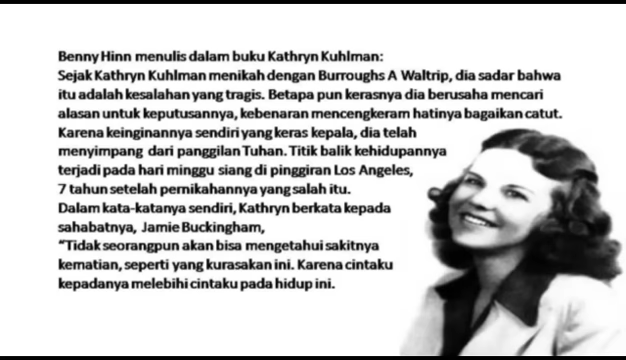 Benny Hinn menulis dalam buku Kathryn Kuhlman:
Sejak Kathryn Kuhlman menikah dengan Burroughs A Waltrip, dia sadar bahwa
itu adalah kesalahan yang tragis. Betapa pun kerasnya dia berusaha mencari
alasan untuk keputusannya, kebenaran mencengkeram hatinya bagaikan catut.
Karena keinginannya sendiri yang keras kepala, dia telah
menyimpang dari panggilan Tuhan. Titik balik kehidupannya
terjadi pada hari minggu siang di pinggiran Los Angeles,
7 tahun setelah pernikahannya yang salah itu.
Dalam kata-katanya sendiri, Kathryn berkata kepada
sahabatnya, Jamie Buckingham,
"Tidak seorangpun akan bisa mengetahui sakitnya
kematian, seperti yang kurasakan ini. Karena cintaku
kepadanya melebihi cintaku pada hidup ini.